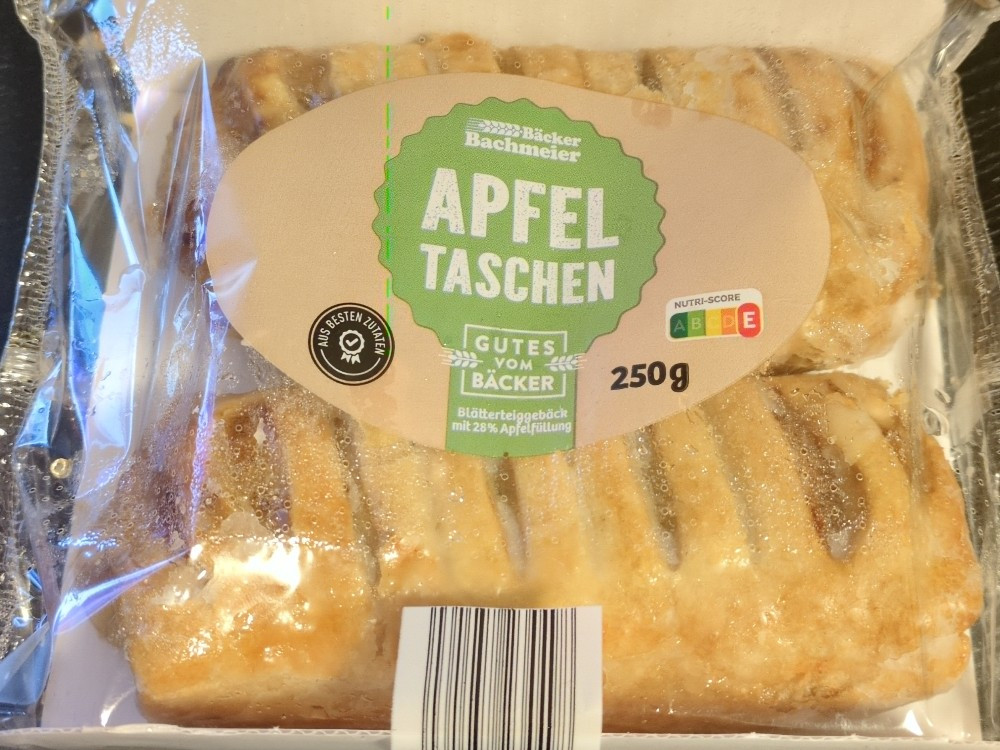 Bäcker
Bachmeier
APFEL
TASCHEN
NUTRI-SCORE
A B C D E
AUS BESTEN ZUTATEN
GUTES
VOM
BÄCKER
250g
Blätterteiggebäck
mit 28% Apfelfüllung